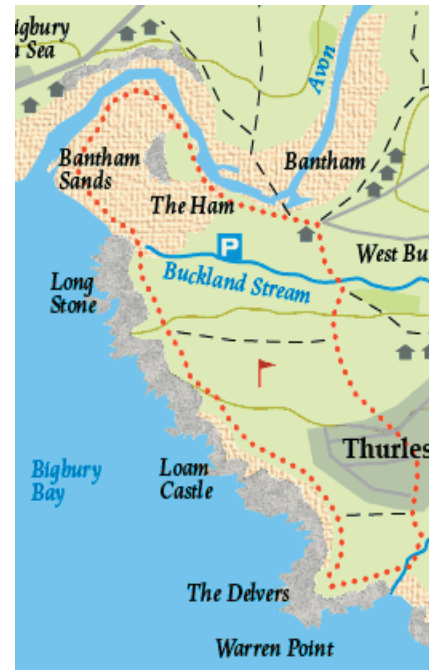 igbury
n Sea
Avon
Bantham
Bantham
Sands
The Ham
P
West Bu
Buckland Stream
Long
Stone
Thurles
Bigbury
Bay
Loam
Castle
The Delvers
Warren Point